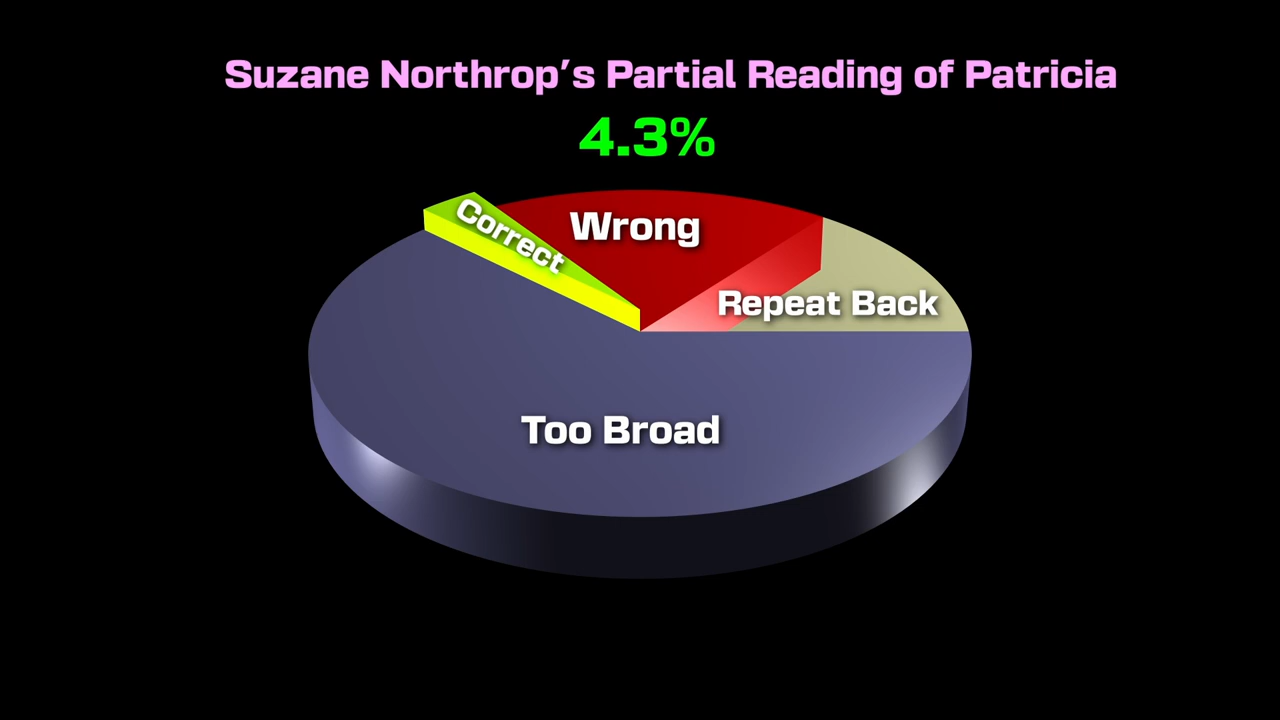 Suzane Northrop's Partial Reading of Patricia
4.3%
Correct
Wrong
Repeat Back
Too Broad